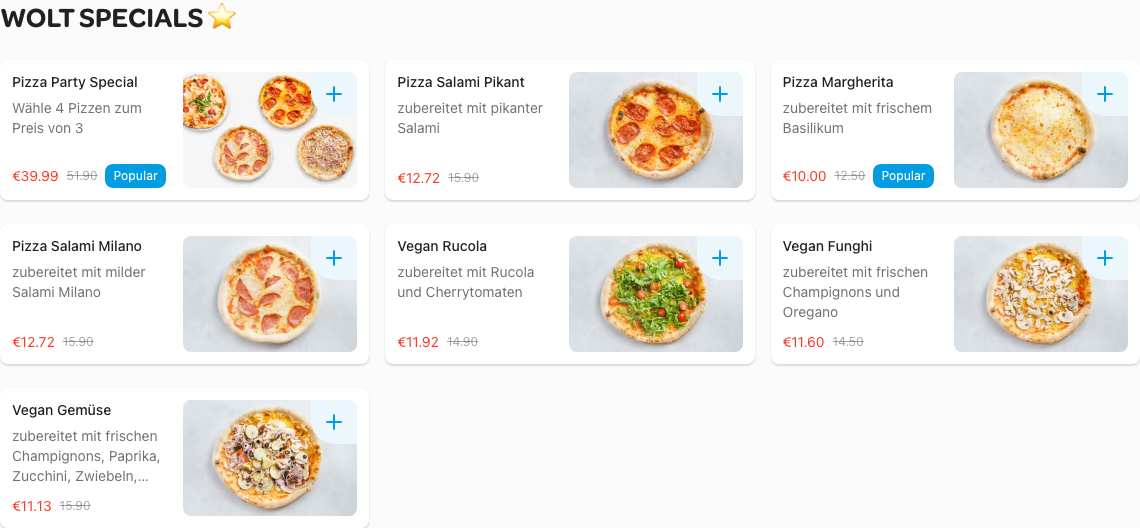 WOLT SPECIALS ⭐
Pizza Party Special
Wähle 4 Pizzen zum
Preis von 3
€39.99 51.90 Popular
Pizza Salami Pikant
zubereitet mit pikanter
Salami
€12.72 15.90
Pizza Margherita
zubereitet mit frischem
Basilikum
€10.00 12.50 Popular
Pizza Salami Milano
zubereitet mit milder
Salami Milano
€12.72 15.90
Vegan Rucola
zubereitet mit Rucola
und Cherrytomaten
€11.92 14.90
Vegan Funghi
zubereitet mit frischen
Champignons und
Oregano
€11.60 14.50
Vegan Gemüse
zubereitet mit frischen
Champignons, Paprika,
Zucchini, Zwiebeln,...
€11.13 15.90